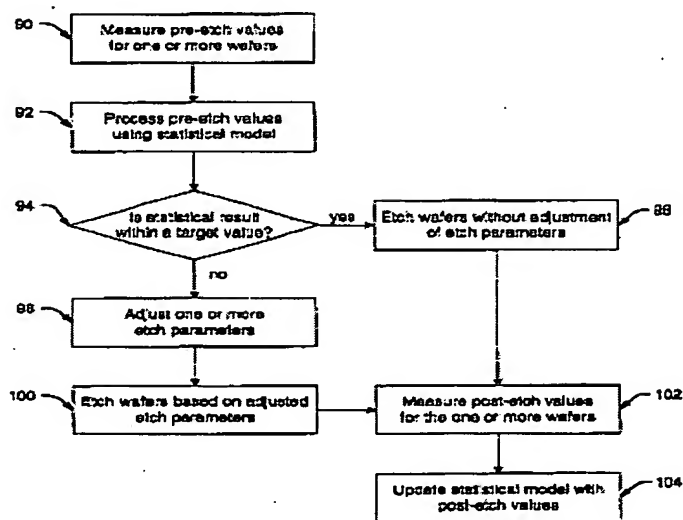 90
Measure pre-etch values
for one or more wafers
92
Process pre-etch values
using statistical model
94
Is statistical result
within a target value?
yes
Etch wafers without adjustment
of etch parameters
98
no
96
Adjust one or more
etch parameters
100
Etch wafers based on adjusted
etch parameters
Measure post-etch values
for the one or more wafers
102
Update statistical model with
post-etch values
104